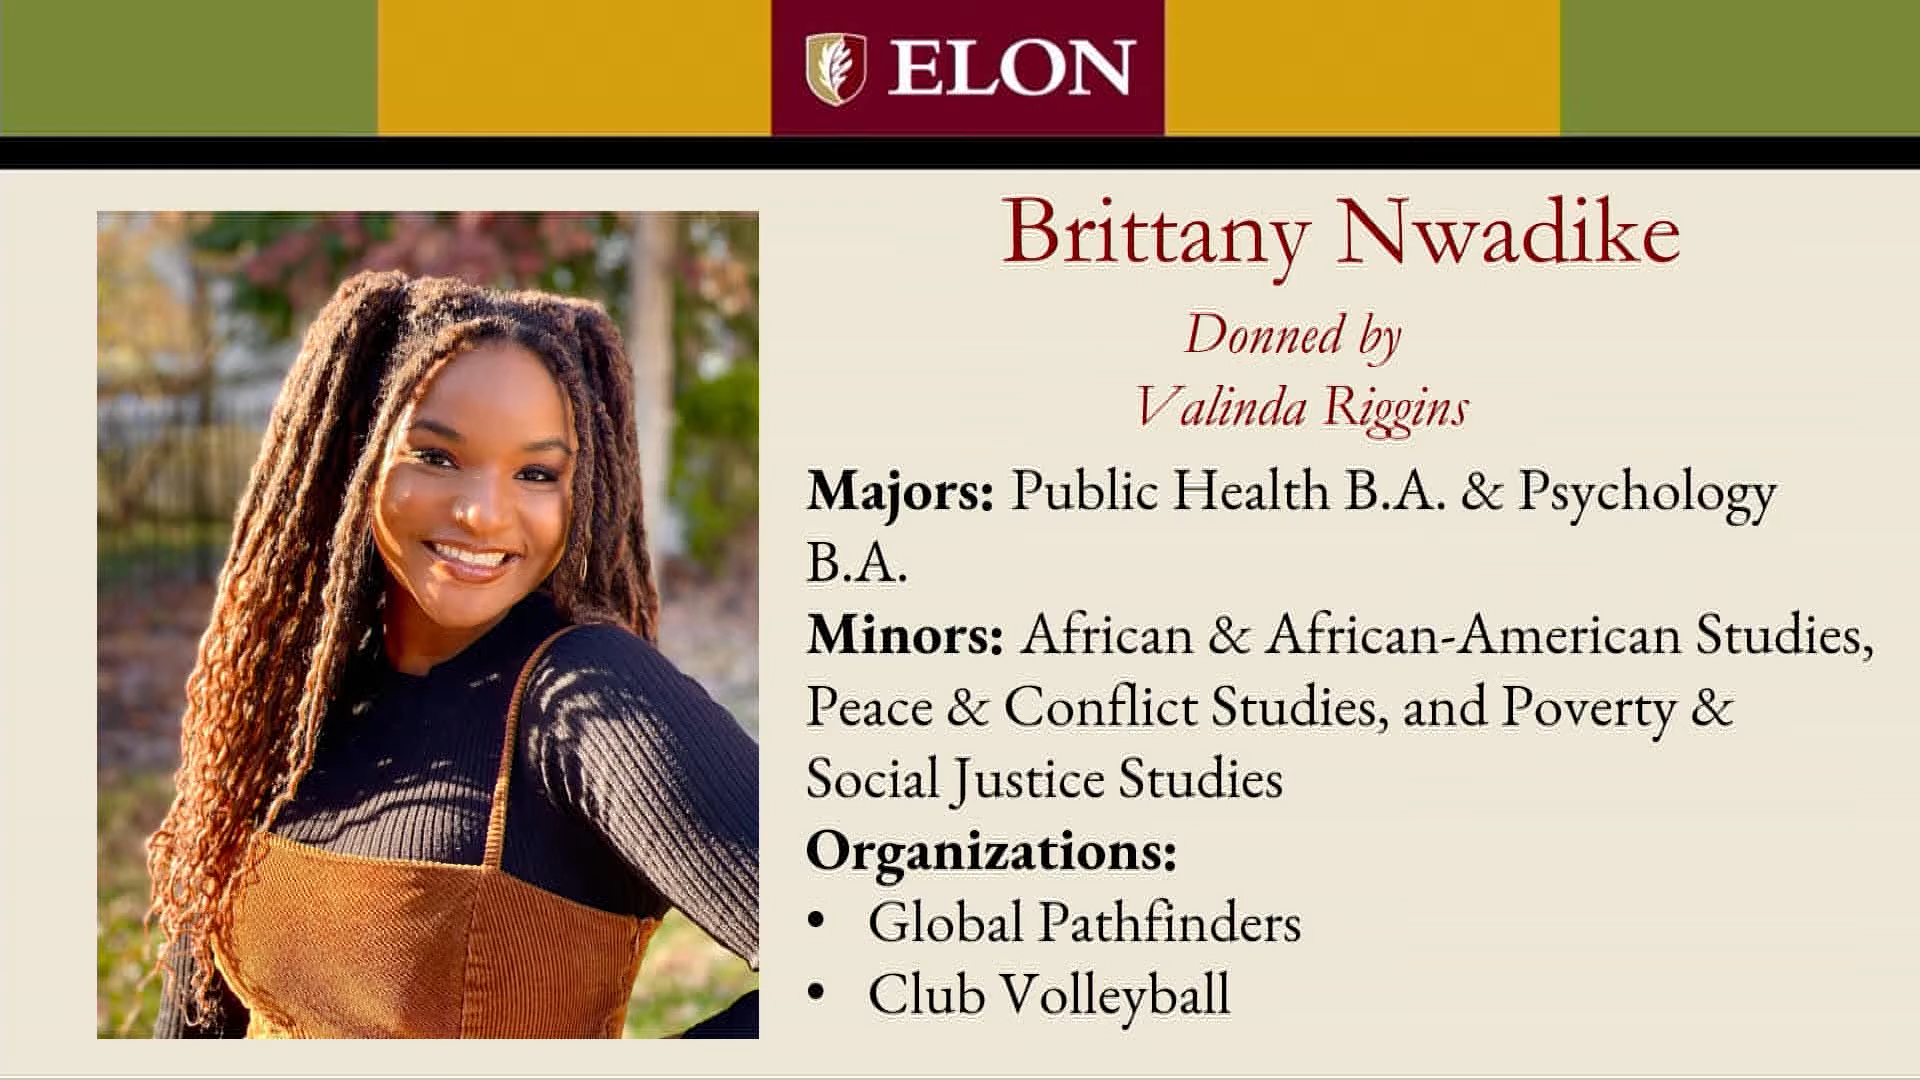 ELON
Brittany Nwadike
Donned by
Valinda Riggins
Majors: Public Health B.A. & Psychology
B.A.
Minors: African & African-American Studies,
Peace & Conflict Studies, and Poverty &
Social Justice Studies
Organizations:
• Global Pathfinders
• Club Volleyball